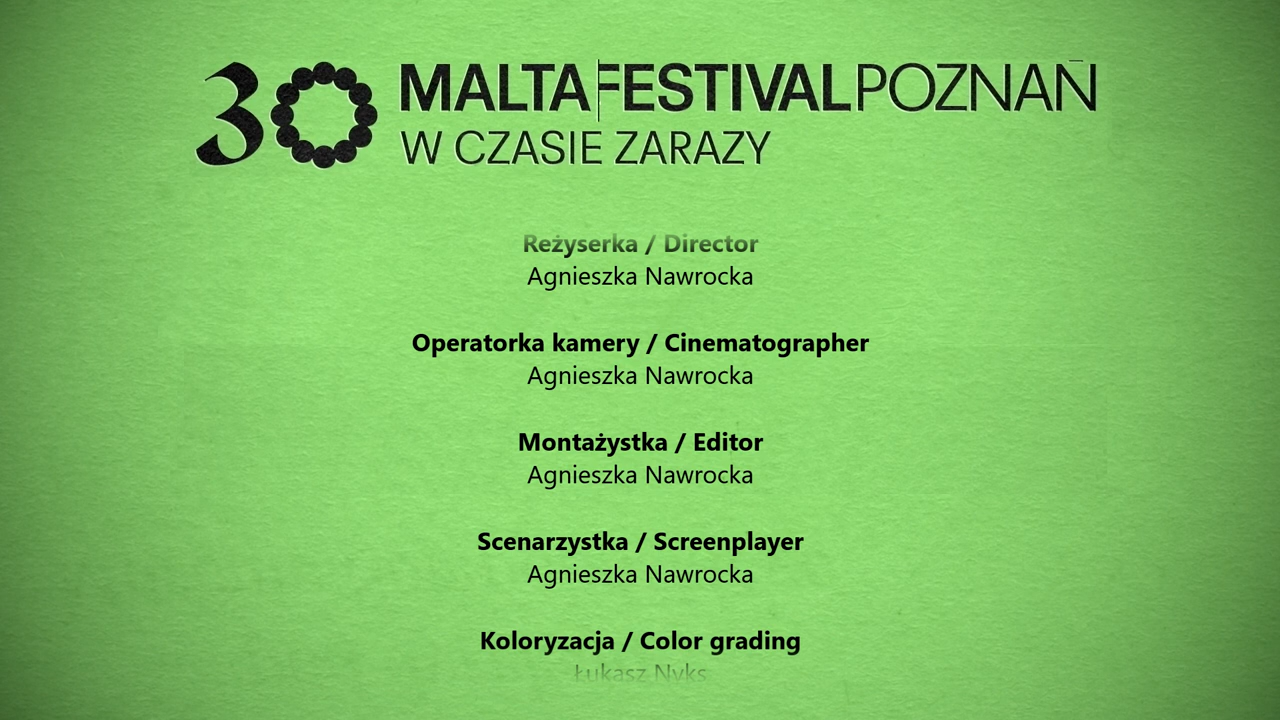 30 MALTAFESTIVALPOZNAŃ
W CZASIE ZARAZY
Reżyserka / Director
Agnieszka Nawrocka
Operatorka kamery / Cinematographer
Agnieszka Nawrocka
Montażystka / Editor
Agnieszka Nawrocka
Scenarzystka / Screenplayer
Agnieszka Nawrocka
Koloryzacja / Color grading
Łukasz Nyks